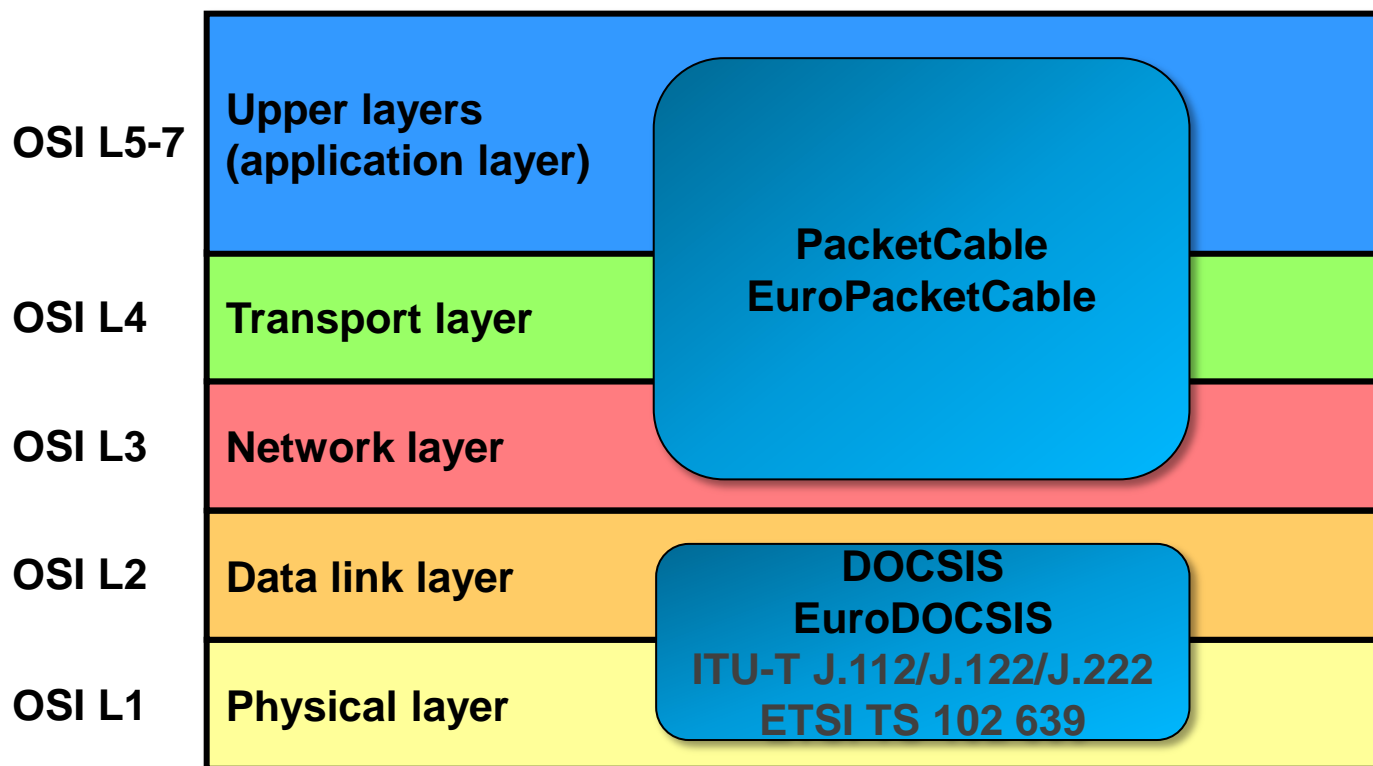 OSI L5-7
Upper layers
(application layer)
PacketCable
EuroPacketCable
OSI L4
Transport layer
OSI L3
Network layer
OSI L2
Data link layer
DOCSIS
EuroDOCSIS
ITU-T J.112/J.122/J.222
ETSI TS 102 639
OSI L1
Physical layer